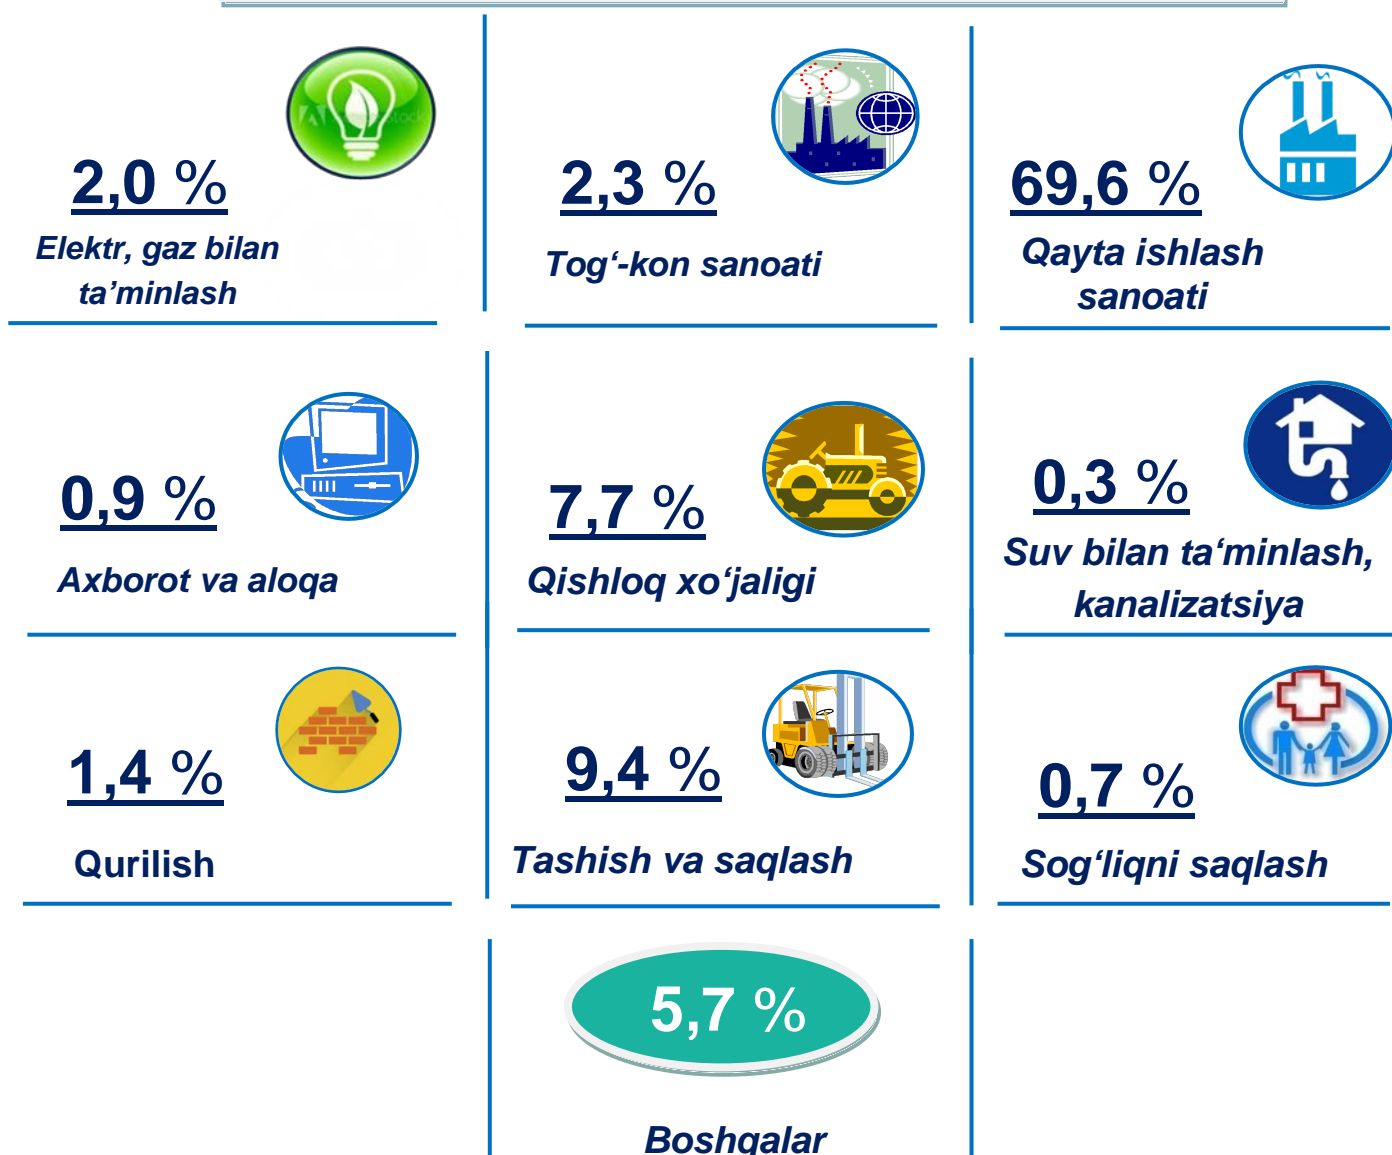 2,0 %
Elektr, gaz bilan
ta’minlash
2,3 %
Tog‘-kon sanoati
69,6 %
Qayta ishlash
sanoati
0,9 %
Axborot va aloqa
7,7 %
Qishloq xo‘jaligi
0,3 %
Suv bilan ta‘minlash,
kanalizatsiya
1,4 %
Qurilish
9,4 %
Tashish va saqlash
0,7 %
Sog‘liqni saqlash
5,7 %
Boshqalar